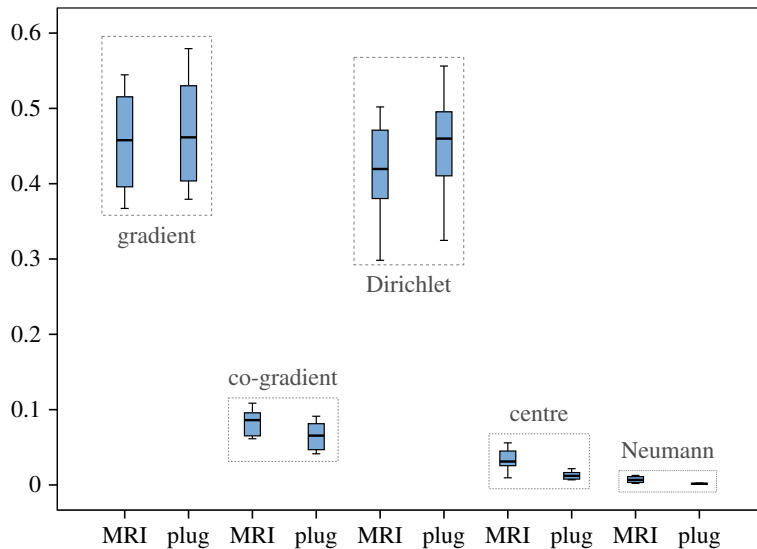 0.6
0.5
0.4
0.3
0.2
0.1
0
gradient
Dirichlet
co-gradient
centre
Neumann
MRI plug MRI plug MRI plug MRI plug MRI plug